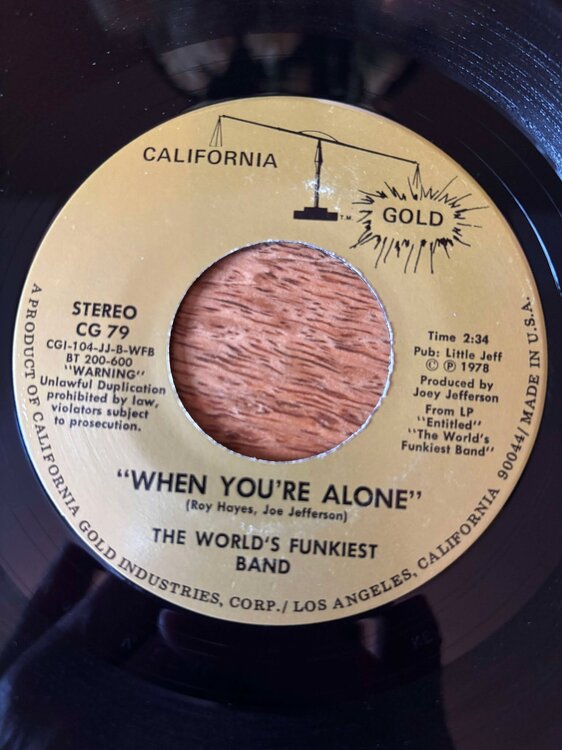 CALIFORNIA
GOLD
T.M.
STEREO
CG 79
CGI-104-JJ-B-WFB
BT 200-600
"WARNING"
Unlawful Duplication
prohibited by law,
violators subject
to prosecution.
Time 2:34
Pub: Little Jeff
© ℗ 1978
Produced by
Joey Jefferson
From LP
"Entitled"
"The World's
Funkiest Band"
"WHEN YOU'RE ALONE"
(Roy Hayes, Joe Jefferson)
THE WORLD'S FUNKIEST
BAND
A PRODUCT OF CALIFORNIA GOLD INDUSTRIES, CORP./ LOS ANGELES, CALIFORNIA 90044/ MADE IN U.S.A.